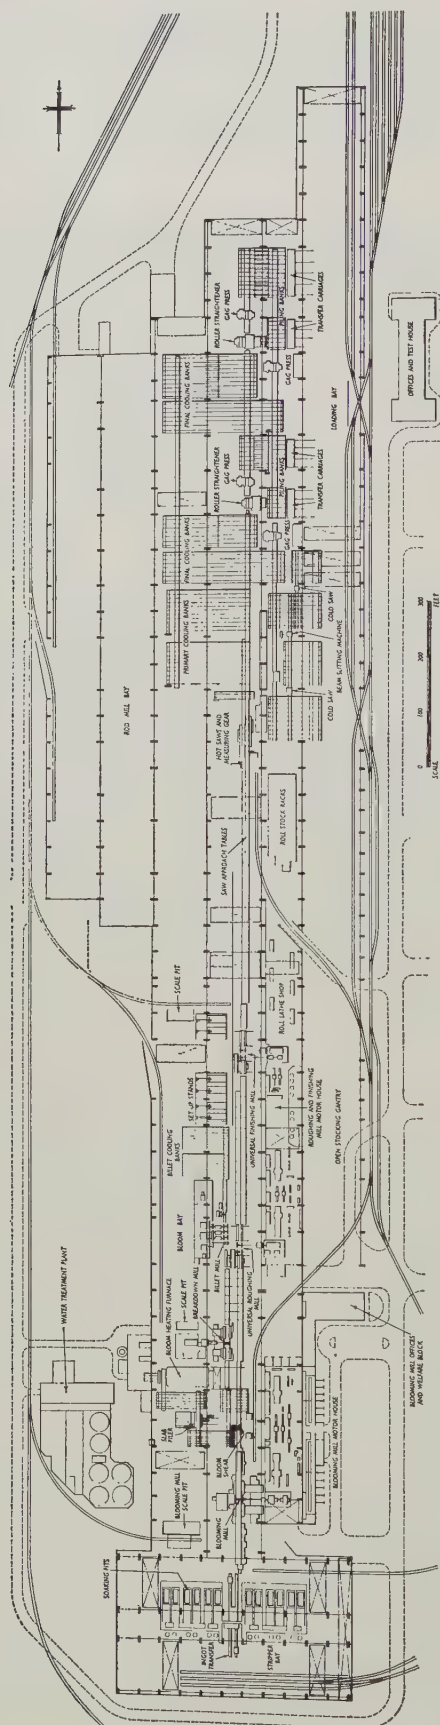 SOAKING PITS
INGOT TRANSFER
STRIPPER BAY
WATER TREATMENT PLANT
BLOOMING MILL SCALE PIT
BLOOMING MILL
SLAB PILER
BLOOM SHEAR
BLOOM HEATING FURNACE
SCALE PIT
BREAKDOWN MILL
BLOOM BAY
BILLET MILL
BILLET COOLING BANKS
UNIVERSAL ROUGHING MILL
SET UP STANDS
SCALE PIT
UNIVERSAL FINISHING MILL
BLOOMING MILL MOTOR HOUSE
BLOOMING MILL OFFICES
AND WELFARE BLOCK
ROUGHING AND FINISHING
MILL MOTOR HOUSE
OPEN STOCKING GANTRY
ROLL LATHE SHOP
SAW APPROACH TABLES
ROLL STOCK RACKS
ROD MILL BAY
HOT SAWS AND
MEASURING GEAR
PRIMARY COOLING BANKS
FINAL COOLING BANKS
ROLLER STRAIGHTENER
GAG PRESS
COLD SAW
BEAM SLITTING MACHINE
COLD SAW
GAG PRESS
PILING BANKS
TRANSFER CARRIAGES
FINAL COOLING BANKS
ROLLER STRAIGHTENER
GAG PRESS
GAG PRESS
PILING BANKS
TRANSFER CARRIAGES
LOADING BAY
OFFICES AND TEST HOUSE
0 100 200 300
SCALE FEET